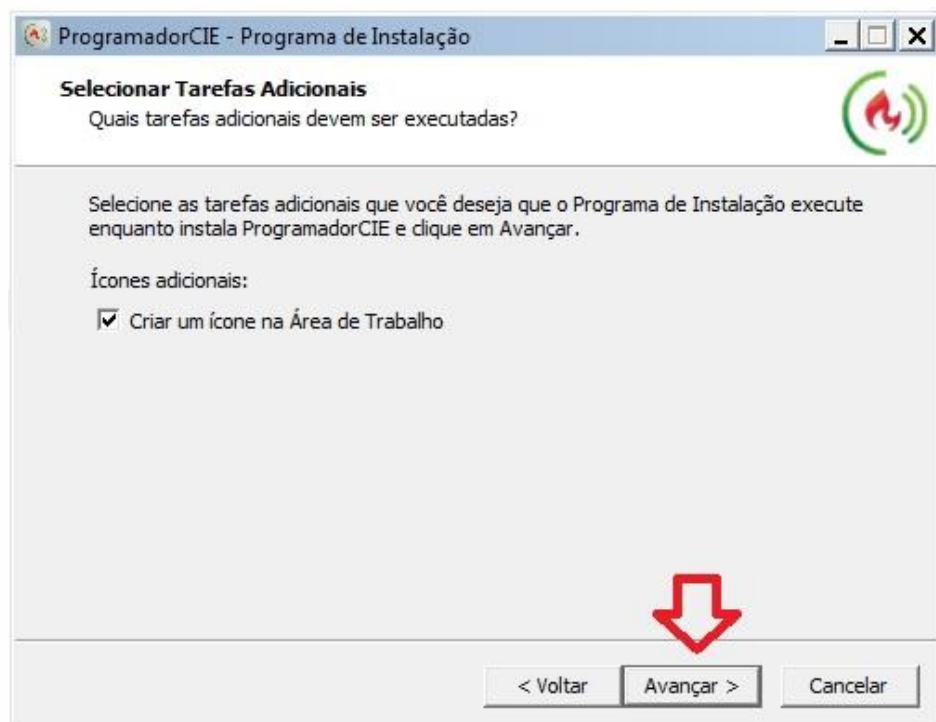 ProgramadorCIE - Programa de Instalação
Selecionar Tarefas Adicionais
Quais tarefas adicionais devem ser executadas?
Selecione as tarefas adicionais que você deseja que o Programa de Instalação execute
enquanto instala ProgramadorCIE e clique em Avançar.
Ícones adicionais:
Criar um ícone na Área de Trabalho
< Voltar
Avançar >
Cancelar